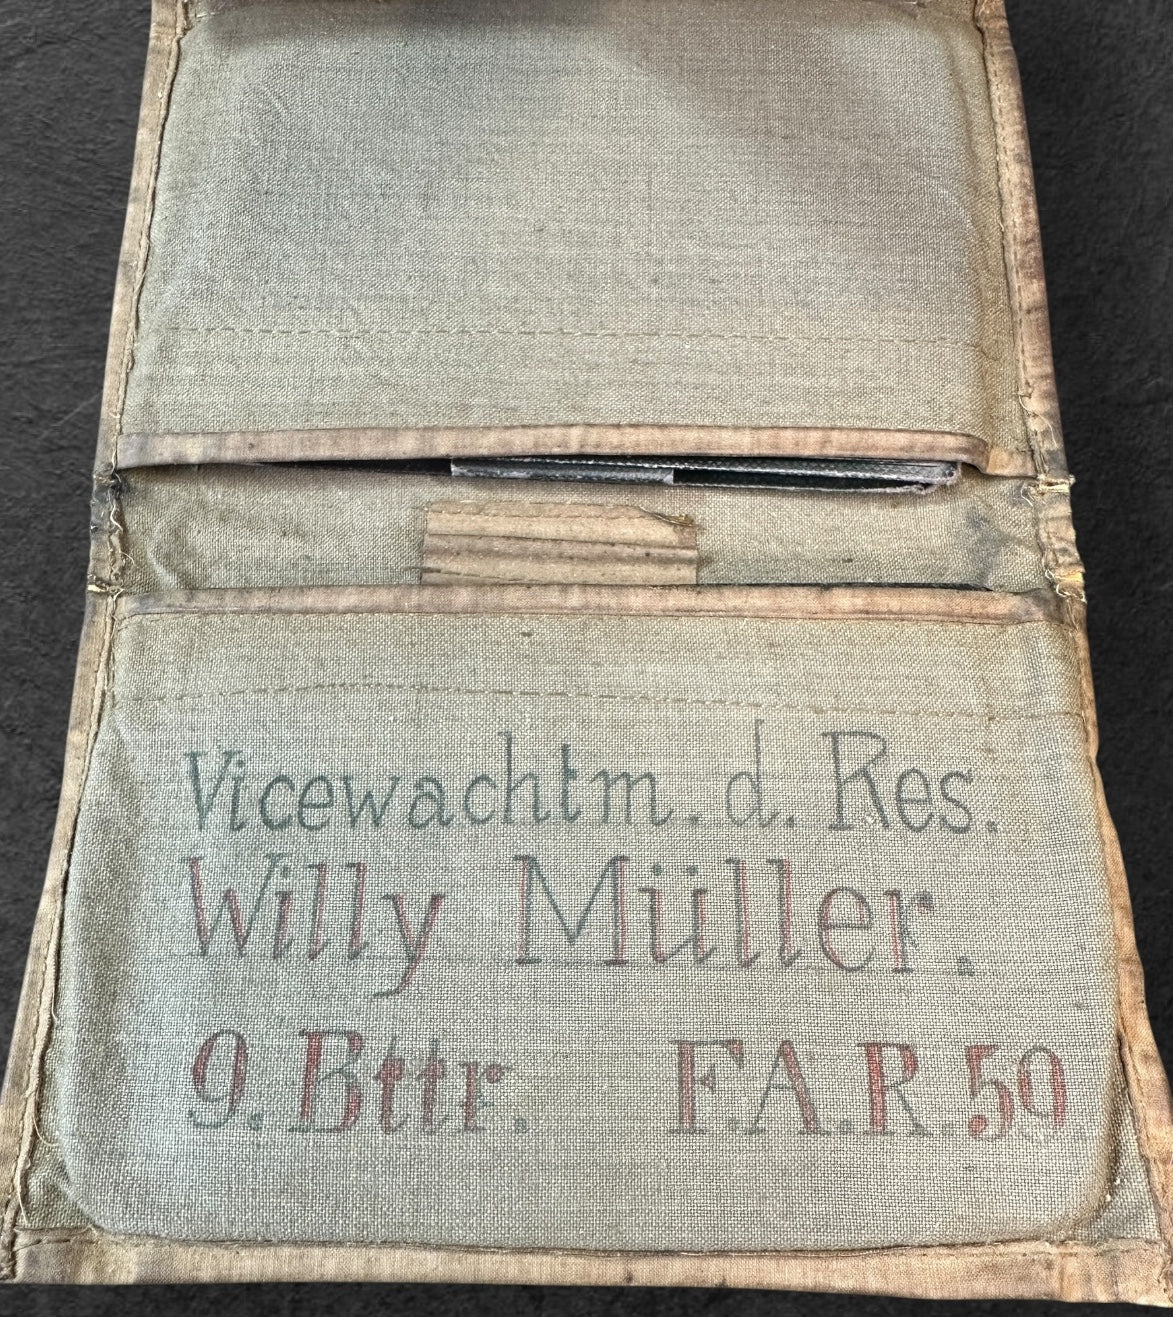 Vicewachtm. d. Res.
Willy Müller.
9. Bttr. F.A.R. 50